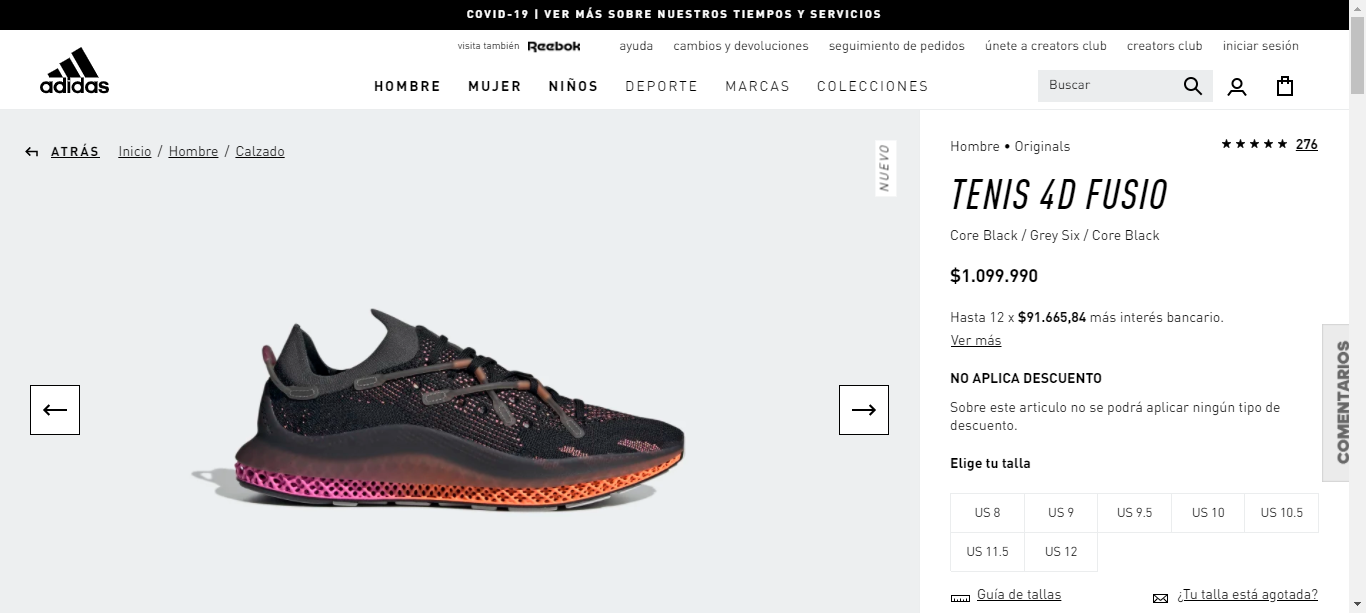 COVID-19 | VER MÁS SOBRE NUESTROS TIEMPOS Y SERVICIOS
visita también Reebok ayuda cambios y devoluciones seguimiento de pedidos únete a creators club creators club iniciar sesión
adidas
HOMBRE MUJER NIÑOS DEPORTE MARCAS COLECCIONES Buscar
ATRÁS Inicio / Hombre / Calzado
NUEVO
Hombre • Originals 276
TENIS 4D FUSIO
Core Black / Grey Six / Core Black
$1.099.990
Hasta 12 x $91.665,84 más interés bancario.
Ver más
NO APLICA DESCUENTO
Sobre este articulo no se podrá aplicar ningún tipo de
descuento.
Elige tu talla
US 8 US 9 US 9.5 US 10 US 10.5
US 11.5 US 12
Guía de tallas ¿Tu talla está agotada?
COMENTARIOS